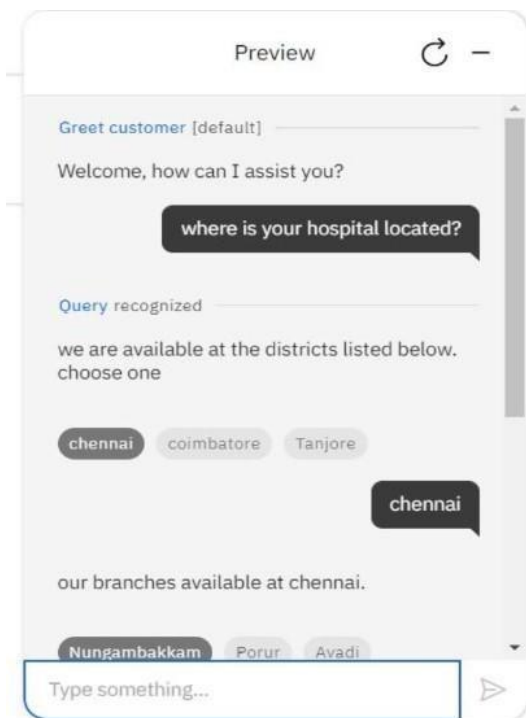 Preview
Greet customer [default]
Welcome, how can I assist you?
where is your hospital located?
Query recognized
we are available at the districts listed below.
choose one
chennai coimbatore Tanjore
chennai
our branches available at chennai.
Nungambakkam Porur Avadi
Type something...